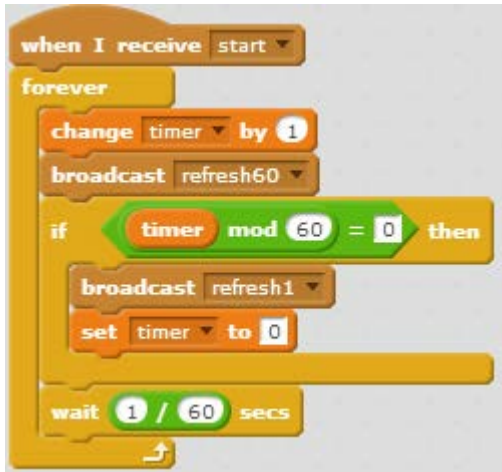 when I receive start
forever
change timer by 1
broadcast refresh60
if timer mod 60 = 0 then
broadcast refresh1
set timer to 0
wait 1 / 60 secs